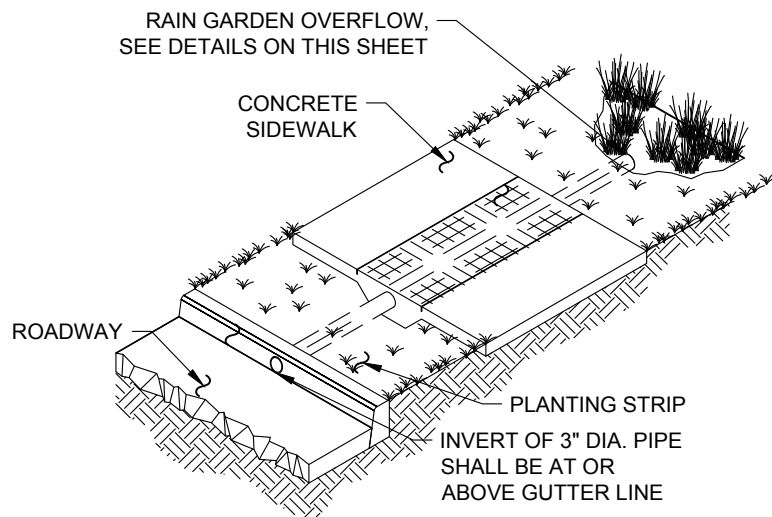 RAIN GARDEN OVERFLOW,
SEE DETAILS ON THIS SHEET
CONCRETE
SIDEWALK
ROADWAY
PLANTING STRIP
INVERT OF 3" DIA. PIPE
SHALL BE AT OR
ABOVE GUTTER LINE